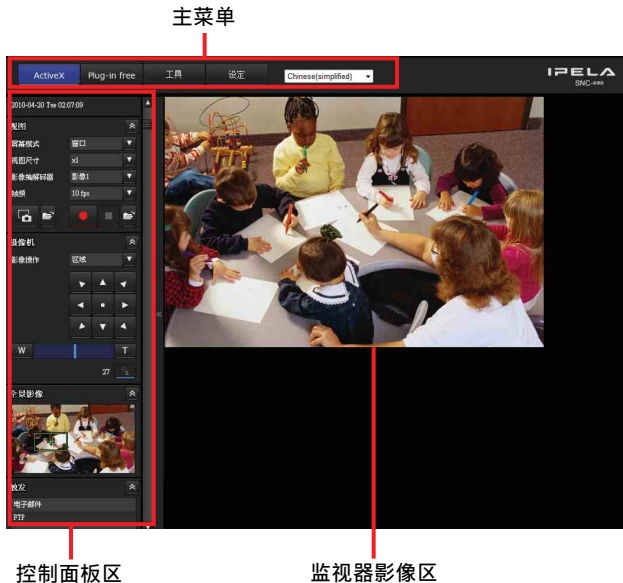 主菜单
ActiveX Plug-in free 工具 设定 Chinese(simplified)
IPELA
2010-04-20 Tue 02:07:09
视图
屏幕模式 窗口
视图尺寸 x1
影像编解码器 影像1
帧频 10 fps
摄像机
影像操作 区域
W T
27
全景影像
触发
电子邮件
FTP
控制面板区 监视器影像区